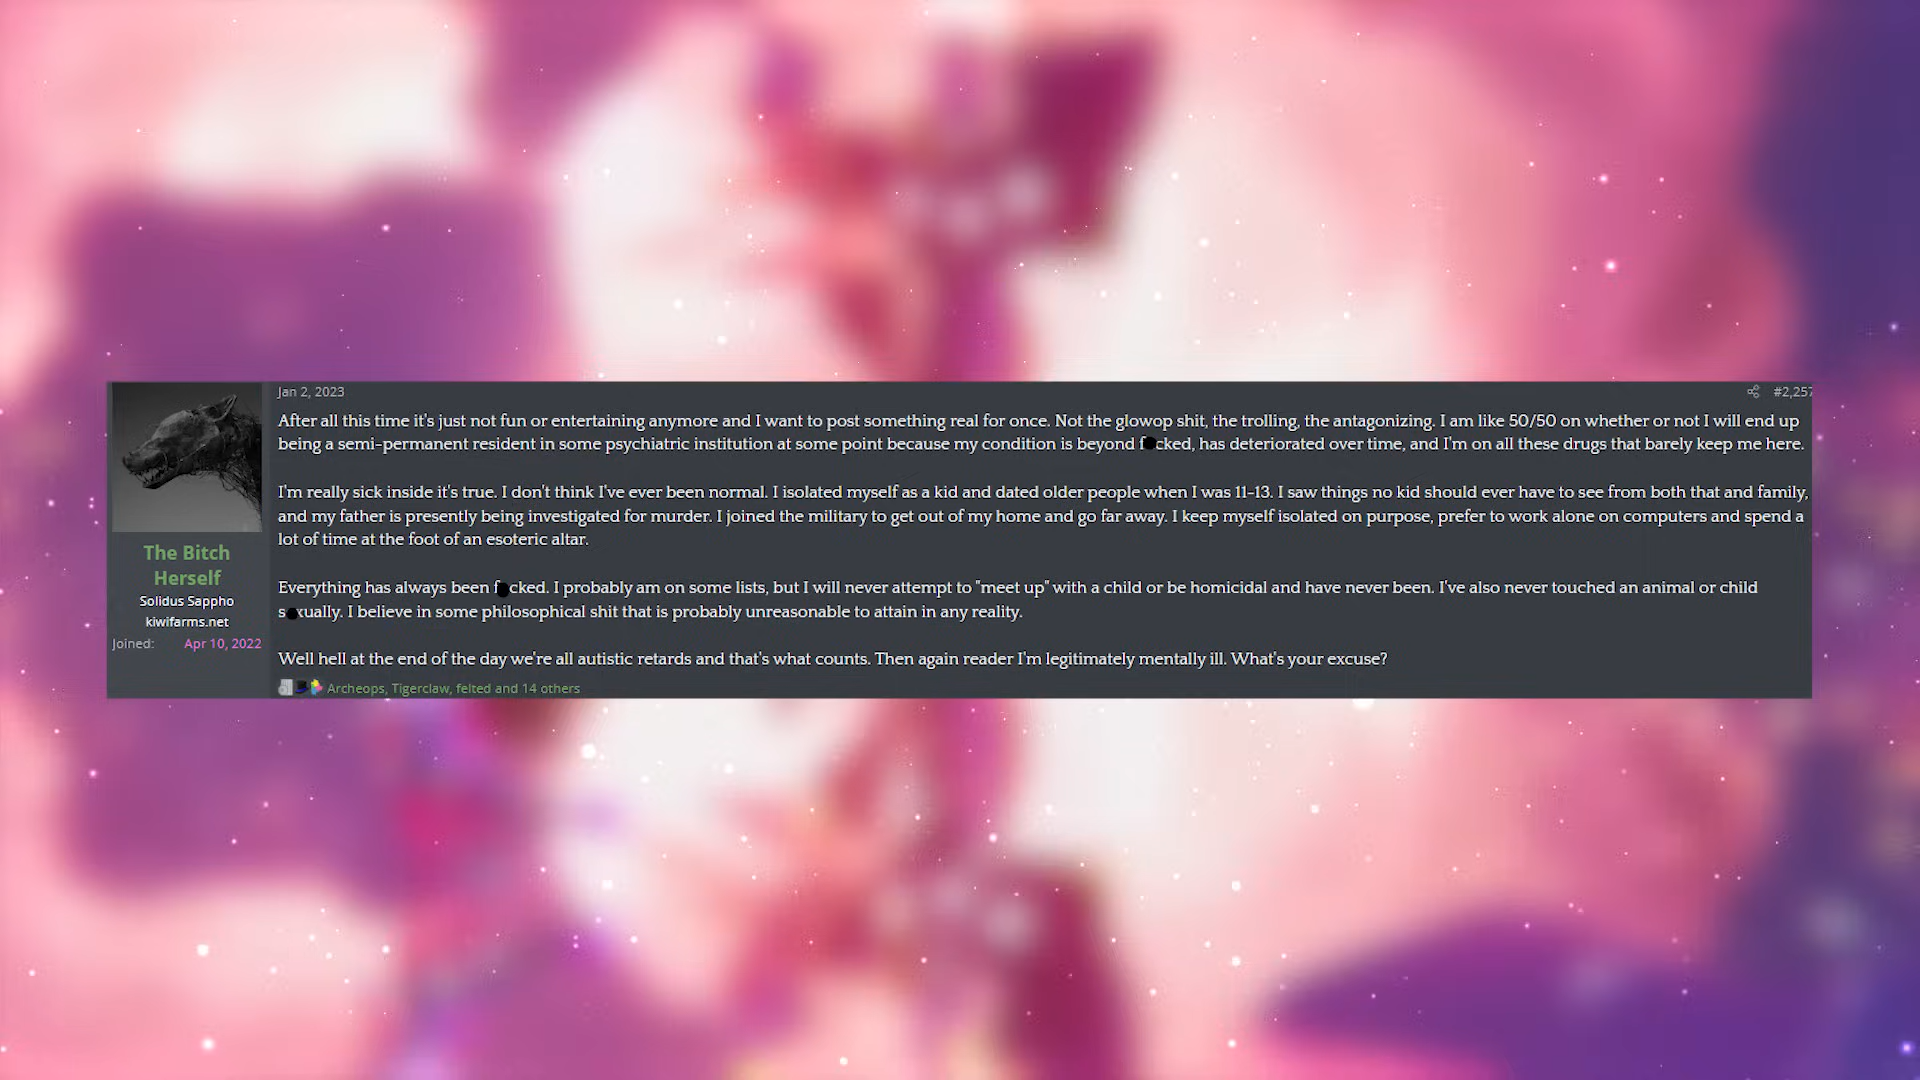 Jan 2, 2023
#2,257
After all this time it's just not fun or entertaining anymore and I want to post something real for once. Not the glowop shit, the trolling, the antagonizing. I am like 50/50 on whether or not I will end up
being a semi-permanent resident in some psychiatric institution at some point because my condition is beyond f cked, has deteriorated over time, and I'm on all these drugs that barely keep me here.
I'm really sick inside it's true. I don't think I've ever been normal. I isolated myself as a kid and dated older people when I was 11-13. I saw things no kid should ever have to see from both that and family,
and my father is presently being investigated for murder. I joined the military to get out of my home and go far away. I keep myself isolated on purpose, prefer to work alone on computers and spend a
lot of time at the foot of an esoteric altar.
Everything has always been f cked. I probably am on some lists, but I will never attempt to "meet up" with a child or be homicidal and have never been. I've also never touched an animal or child
s xually. I believe in some philosophical shit that is probably unreasonable to attain in any reality.
Well hell at the end of the day we're all autistic retards and that's what counts. Then again reader I'm legitimately mentally ill. What's your excuse?
Archeops, Tigerclaw, felted and 14 others
The Bitch
Herself
Solidus Sappho
kiwifarms.net
Joined: Apr 10, 2022